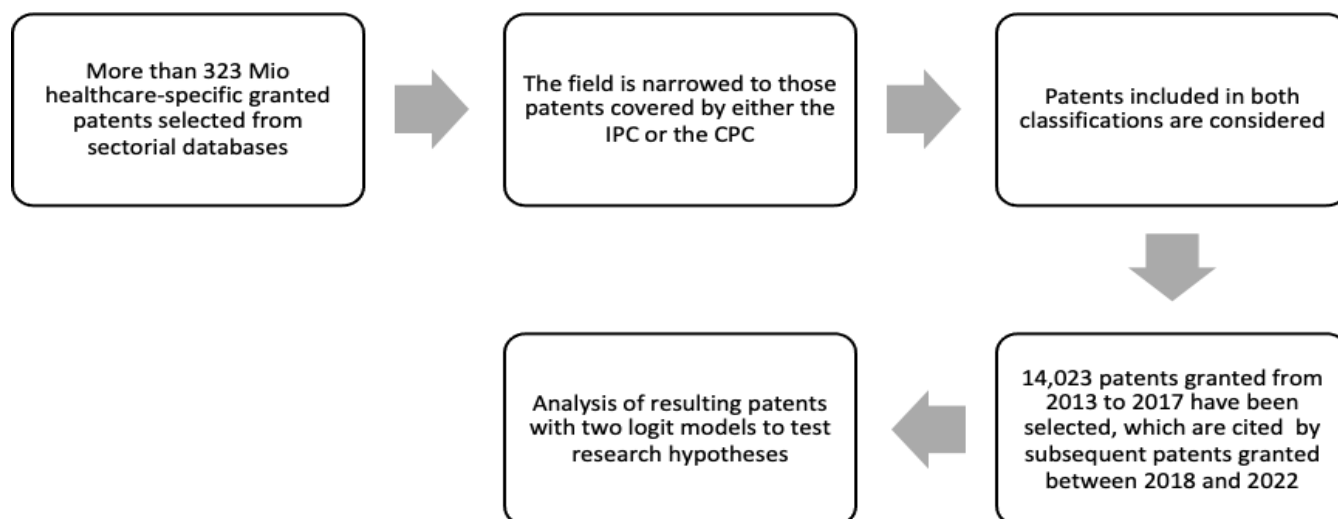 More than 323 Mio
healthcare-specific granted
patents selected from
sectorial databases
The field is narrowed to those
patents covered by either the
IPC or the CPC
Patents included in both
classifications are considered
14,023 patents granted from
2013 to 2017 have been
selected, which are cited by
subsequent patents granted
between 2018 and 2022
Analysis of resulting patents
with two logit models to test
research hypotheses